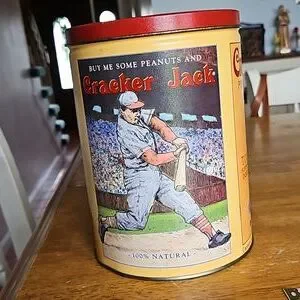 BUY ME SOME PEANUTS AND
Cracker Jack
100% NATURAL